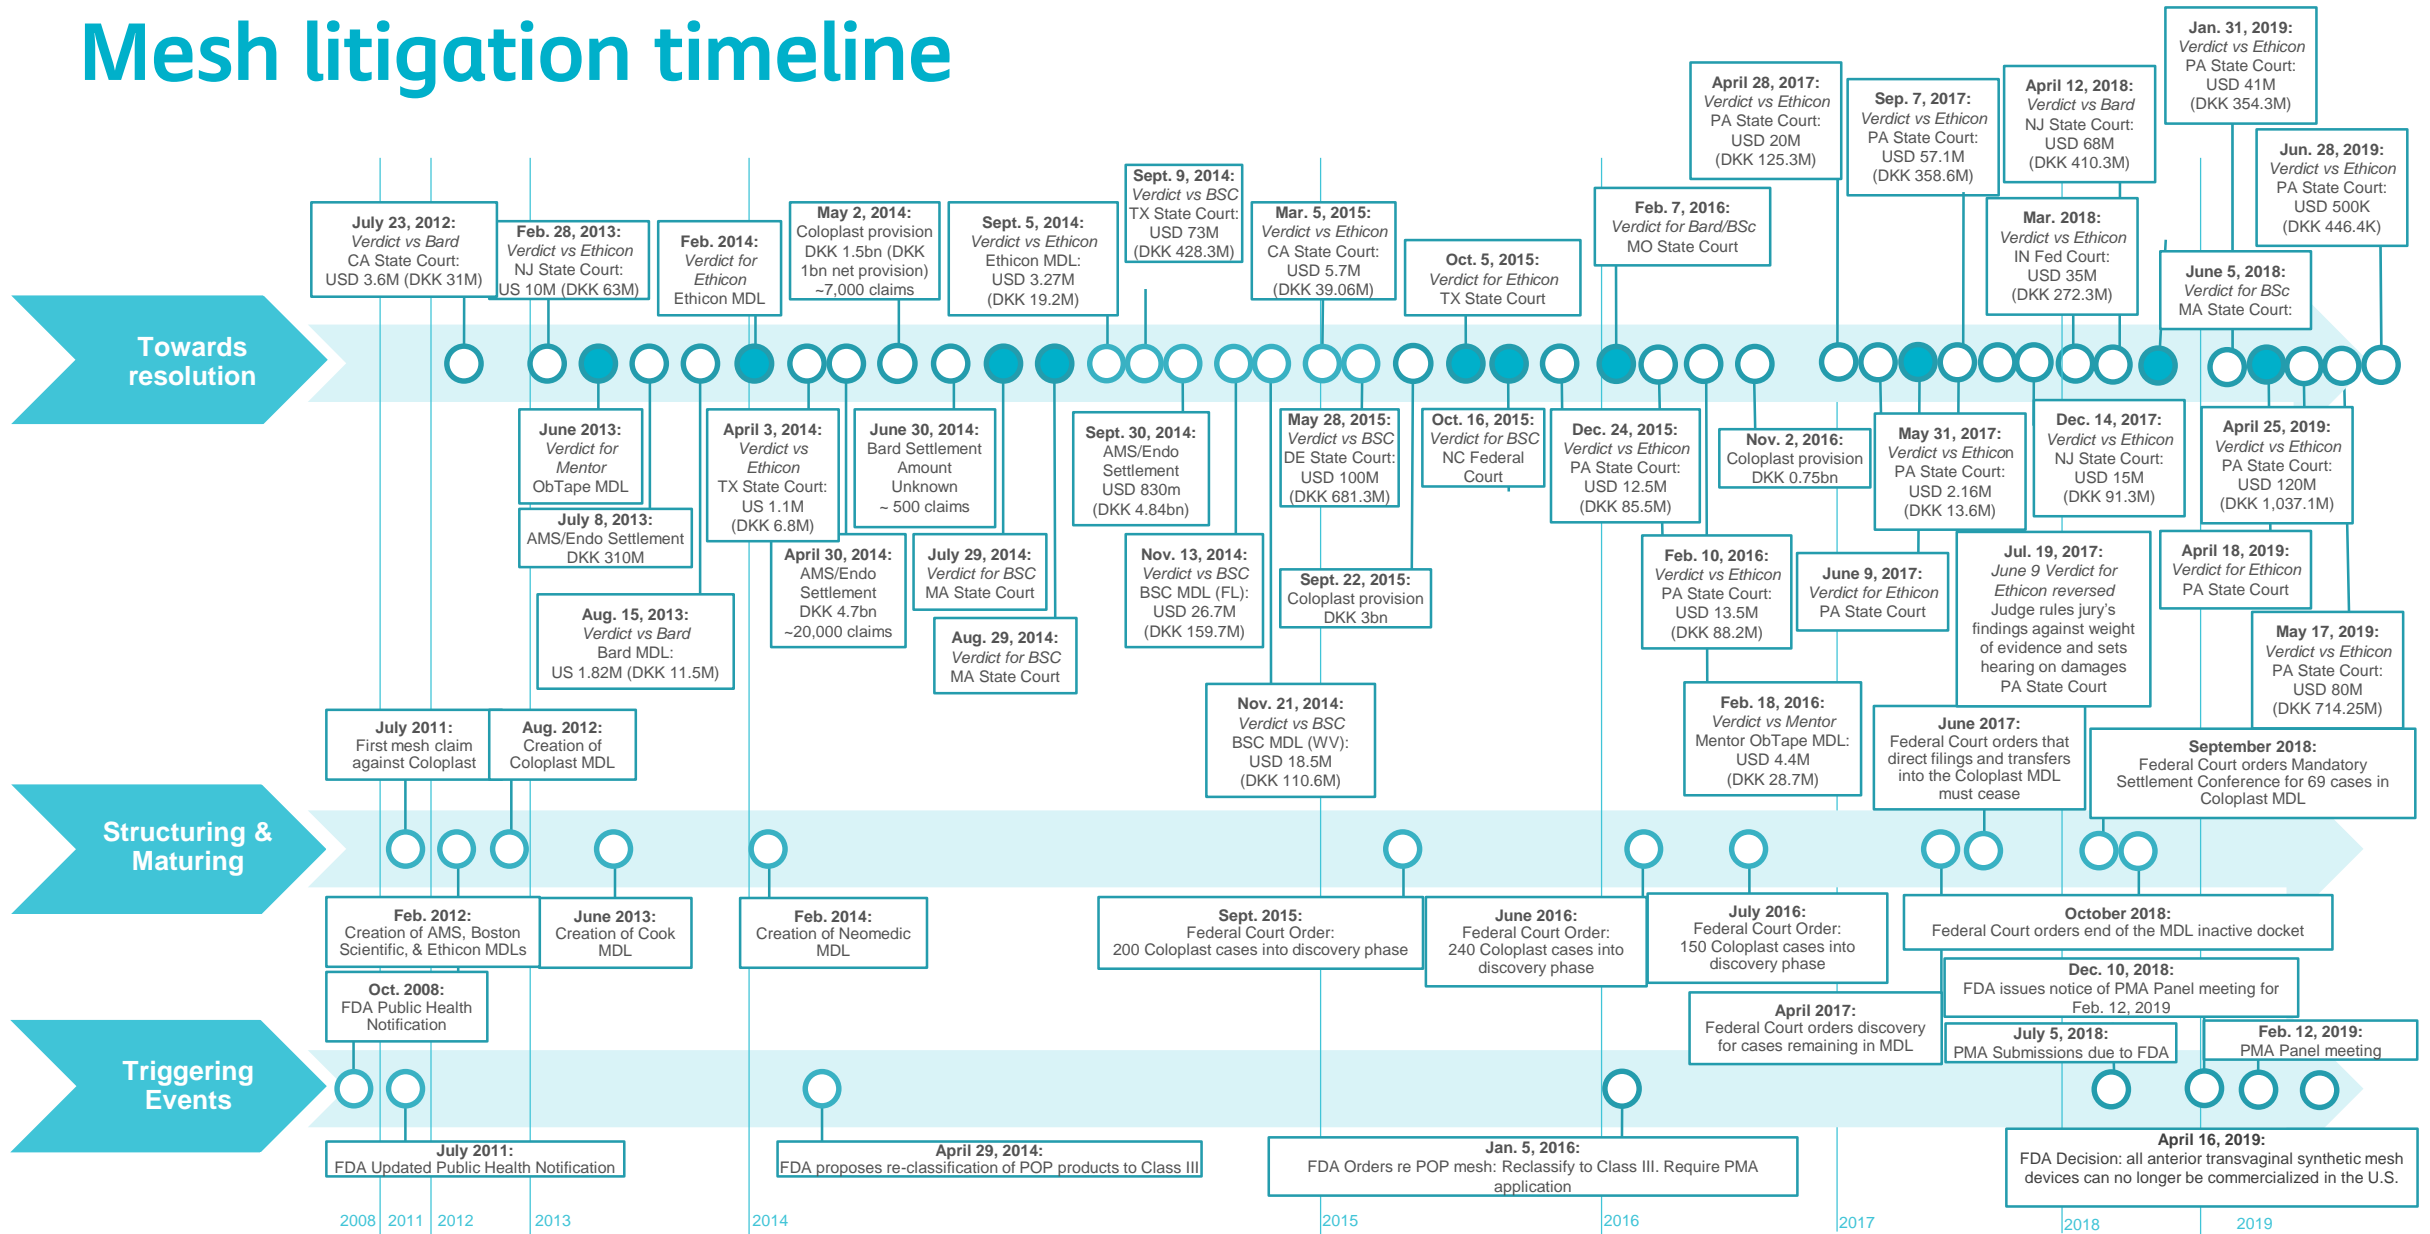 Mesh litigation timeline
Towards
resolution
July 23, 2012:
Verdict vs Bard
CA State Court:
USD 3.6M (DKK 31M)
Feb. 28, 2013:
Verdict vs Ethicon
NJ State Court:
US 10M (DKK 63M)
Feb. 2014:
Verdict for
Ethicon
Ethicon MDL
May 2, 2014:
Coloplast provision
DKK 1.5bn (DKK
1bn net provision)
~7,000 claims
Sept. 5, 2014:
Verdict vs Ethicon
Ethicon MDL:
USD 3.27M
(DKK 19.2M)
Sept. 9, 2014:
Verdict vs BSC
TX State Court:
USD 73M
(DKK 428.3M)
Mar. 5, 2015:
Verdict vs Ethicon
CA State Court:
USD 5.7M
(DKK 39.06M)
Oct. 5, 2015:
Verdict for Ethicon
TX State Court
Feb. 7, 2016:
Verdict for Bard/BSc
MO State Court
April 28, 2017:
Verdict vs Ethicon
PA State Court:
USD 20M
(DKK 125.3M)
Sep. 7, 2017:
Verdict vs Ethicon
PA State Court:
USD 57.1M
(DKK 358.6M)
April 12, 2018:
Verdict vs Bard
NJ State Court:
USD 68M
(DKK 410.3M)
Mar. 2018:
Verdict vs Ethicon
IN Fed Court:
USD 35M
(DKK 272.3M)
Jan. 31, 2019:
Verdict vs Ethicon
PA State Court:
USD 41M
(DKK 354.3M)
June 5, 2018:
Verdict for BSc
MA State Court:
Jun. 28, 2019:
Verdict vs Ethicon
PA State Court:
USD 500K
(DKK 446.4K)
June 2013:
Verdict for
Mentor
ObTape MDL
July 8, 2013:
AMS/Endo Settlement
DKK 310M
Aug. 15, 2013:
Verdict vs Bard
Bard MDL:
US 1.82M (DKK 11.5M)
April 3, 2014:
Verdict vs
Ethicon
TX State Court:
US 1.1M
(DKK 6.8M)
April 30, 2014:
AMS/Endo
Settlement
DKK 4.7bn
~20,000 claims
June 30, 2014:
Bard Settlement
Amount
Unknown
~ 500 claims
July 29, 2014:
Verdict for BSC
MA State Court
Aug. 29, 2014:
Verdict for BSC
MA State Court
Sept. 30, 2014:
AMS/Endo
Settlement
USD 830m
(DKK 4.84bn)
Nov. 13, 2014:
Verdict vs BSC
BSC MDL (FL):
USD 26.7M
(DKK 159.7M)
Nov. 21, 2014:
Verdict vs BSC
BSC MDL (WV):
USD 18.5M
(DKK 110.6M)
May 28, 2015:
Verdict vs BSC
DE State Court:
USD 100M
(DKK 681.3M)
Sept. 22, 2015:
Coloplast provision
DKK 3bn
Oct. 16, 2015:
Verdict for BSC
NC Federal
Court
Dec. 24, 2015:
Verdict vs Ethicon
PA State Court:
USD 12.5M
(DKK 85.5M)
Feb. 10, 2016:
Verdict vs Ethicon
PA State Court:
USD 13.5M
(DKK 88.2M)
Feb. 18, 2016:
Verdict vs Mentor
Mentor ObTape MDL:
USD 4.4M
(DKK 28.7M)
Nov. 2, 2016:
Coloplast provision
DKK 0.75bn
May 31, 2017:
Verdict vs Ethicon
PA State Court:
USD 2.16M
(DKK 13.6M)
June 9, 2017:
Verdict for Ethicon
PA State Court
Jul. 19, 2017:
June 9 Verdict for
Ethicon reversed
Judge rules jury's
findings against weight
of evidence and sets
hearing on damages
PA State Court
Dec. 14, 2017:
Verdict vs Ethicon
NJ State Court:
USD 15M
(DKK 91.3M)
April 25, 2019:
Verdict vs Ethicon
PA State Court:
USD 120M
(DKK 1,037.1M)
April 18, 2019:
Verdict for Ethicon
PA State Court
May 17, 2019:
Verdict vs Ethicon
PA State Court:
USD 80M
(DKK 714.25M)
Structuring &
Maturing
July 2011:
First mesh claim
against Coloplast
Aug. 2012:
Creation of
Coloplast MDL
June 2017:
Federal Court orders that
direct filings and transfers
into the Coloplast MDL
must cease
September 2018:
Federal Court orders Mandatory
Settlement Conference for 69 cases in
Coloplast MDL
Feb. 2012:
Creation of AMS, Boston
Scientific, & Ethicon MDLs
June 2013:
Creation of Cook
MDL
Feb. 2014:
Creation of Neomedic
MDL
Sept. 2015:
Federal Court Order:
200 Coloplast cases into discovery phase
June 2016:
Federal Court Order:
240 Coloplast cases into
discovery phase
July 2016:
Federal Court Order:
150 Coloplast cases into
discovery phase
April 2017:
Federal Court orders discovery
for cases remaining in MDL
October 2018:
Federal Court orders end of the MDL inactive docket
Triggering
Events
Oct. 2008:
FDA Public Health
Notification
Dec. 10, 2018:
FDA issues notice of PMA Panel meeting for
Feb. 12, 2019
July 5, 2018:
PMA Submissions due to FDA
Feb. 12, 2019:
PMA Panel meeting
July 2011:
FDA Updated Public Health Notification
April 29, 2014:
FDA proposes re-classification of POP products to Class III
Jan. 5, 2016:
FDA Orders re POP mesh: Reclassify to Class III. Require PMA
application
April 16, 2019:
FDA Decision: all anterior transvaginal synthetic mesh
devices can no longer be commercialized in the U.S.
2008
2011
2012
2013
2014
2015
2016
2017
2018
2019